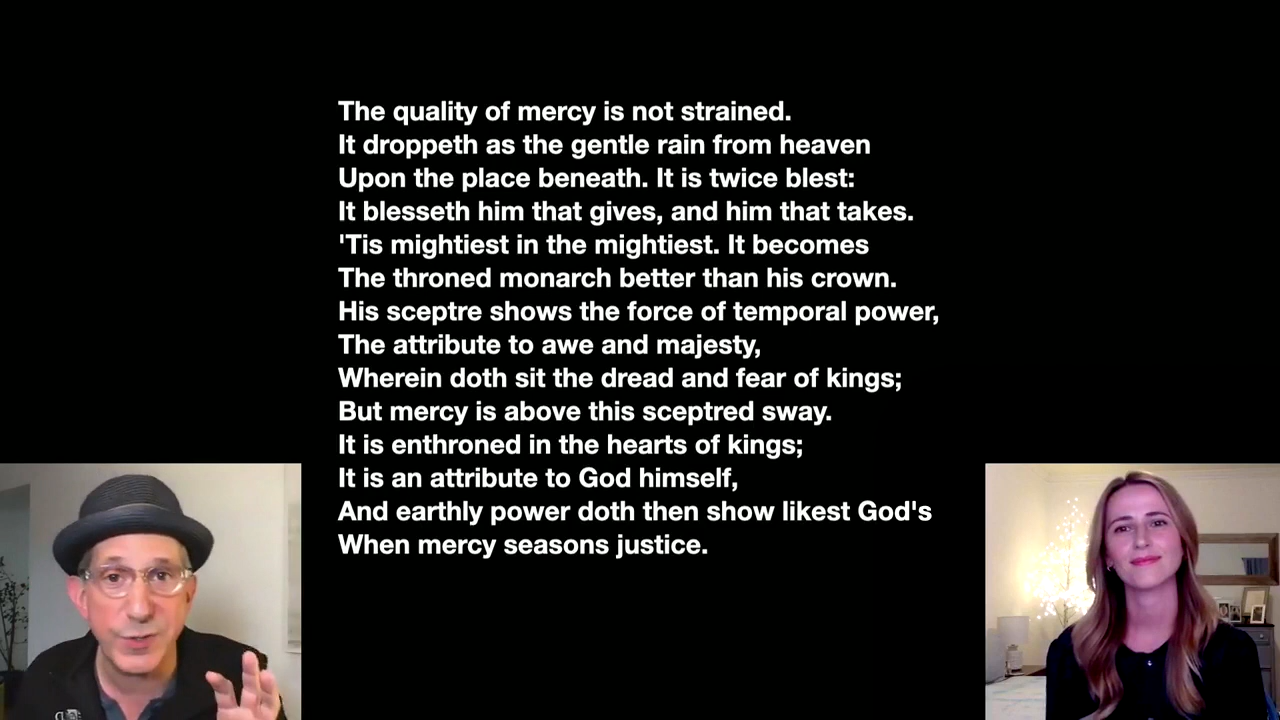 The quality of mercy is not strained.
It droppeth as the gentle rain from heaven
Upon the place beneath. It is twice blest:
It blesseth him that gives, and him that takes.
'Tis mightiest in the mightiest. It becomes
The throned monarch better than his crown.
His sceptre shows the force of temporal power,
The attribute to awe and majesty,
Wherein doth sit the dread and fear of kings;
But mercy is above this sceptred sway.
It is enthroned in the hearts of kings;
It is an attribute to God himself,
And earthly power doth then show likest God's
When mercy seasons justice.